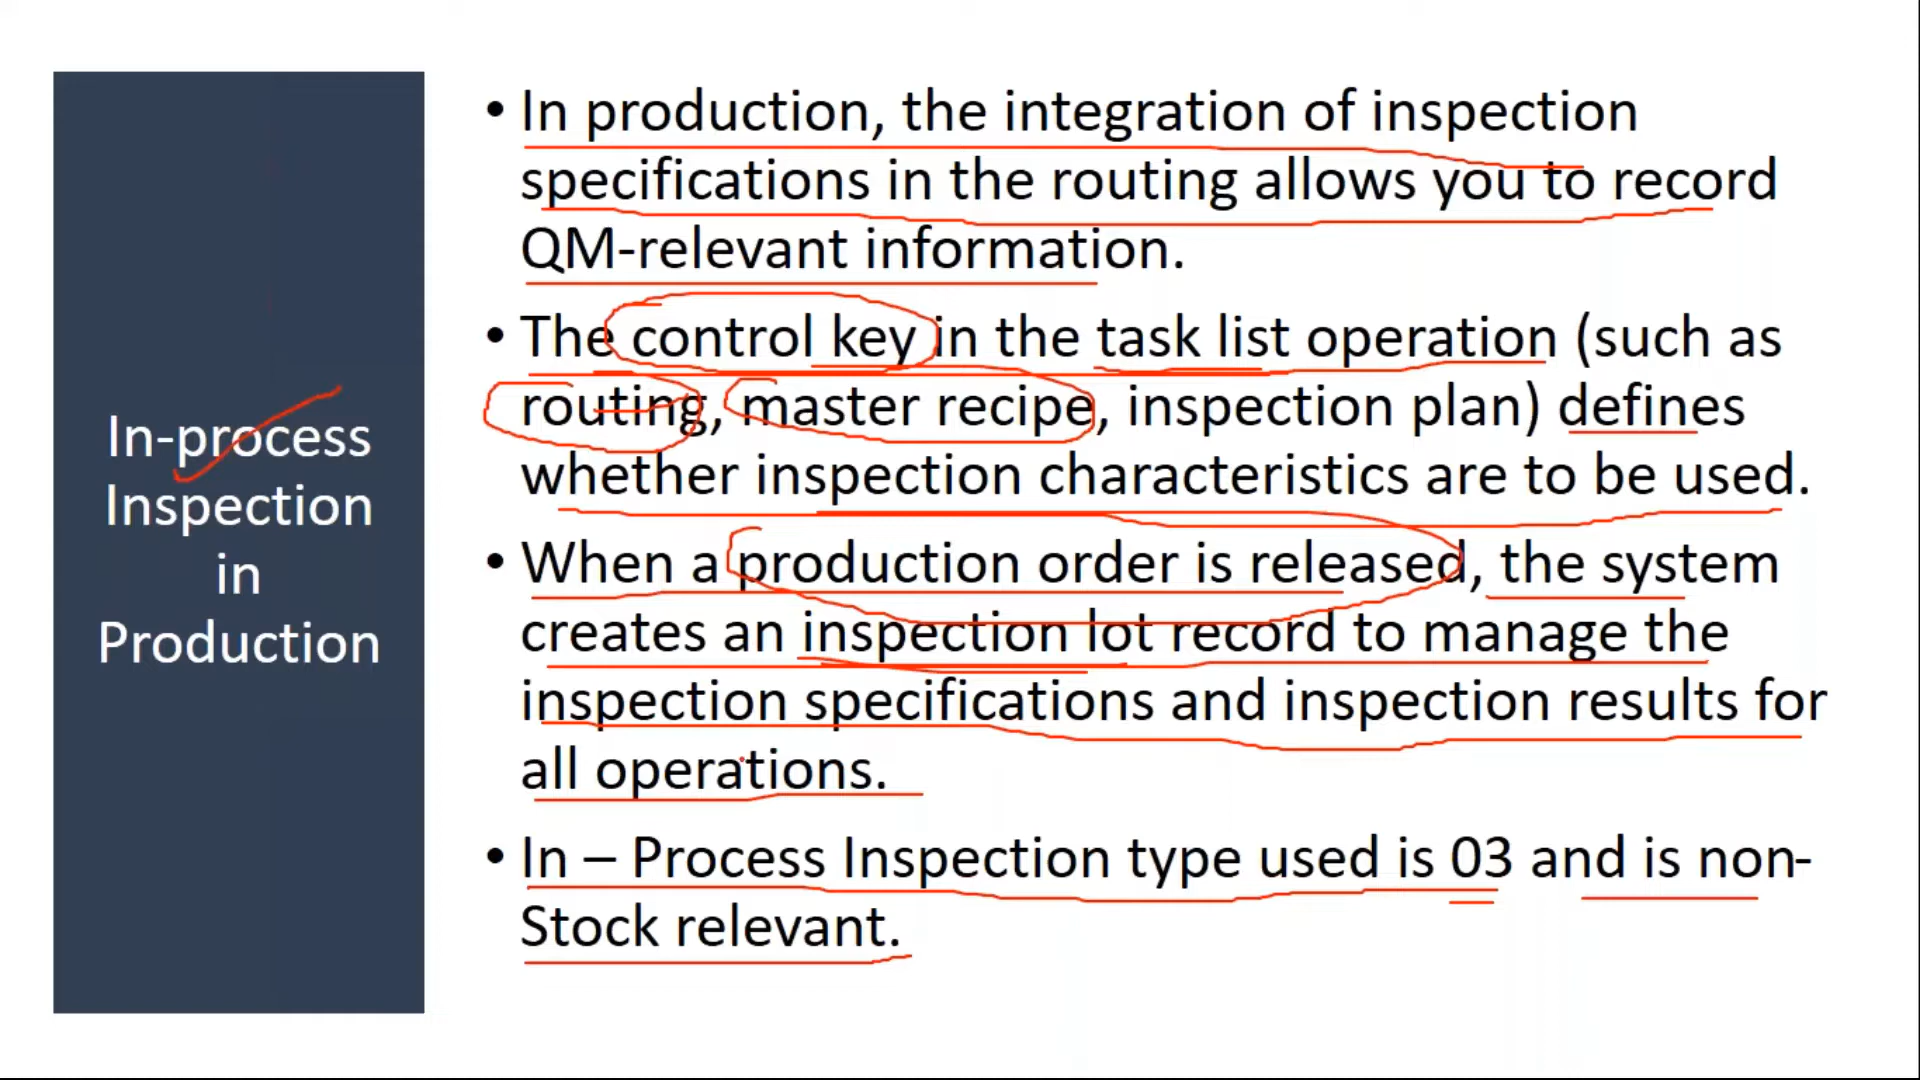 In-process
Inspection
in
Production
• In production, the integration of inspection
specifications in the routing allows you to record
QM-relevant information.
• The control key in the task list operation (such as
routing, master recipe, inspection plan) defines
whether inspection characteristics are to be used.
• When a production order is released, the system
creates an inspection lot record to manage the
inspection specifications and inspection results for
all operations.
• In – Process Inspection type used is 03 and is non-
Stock relevant.